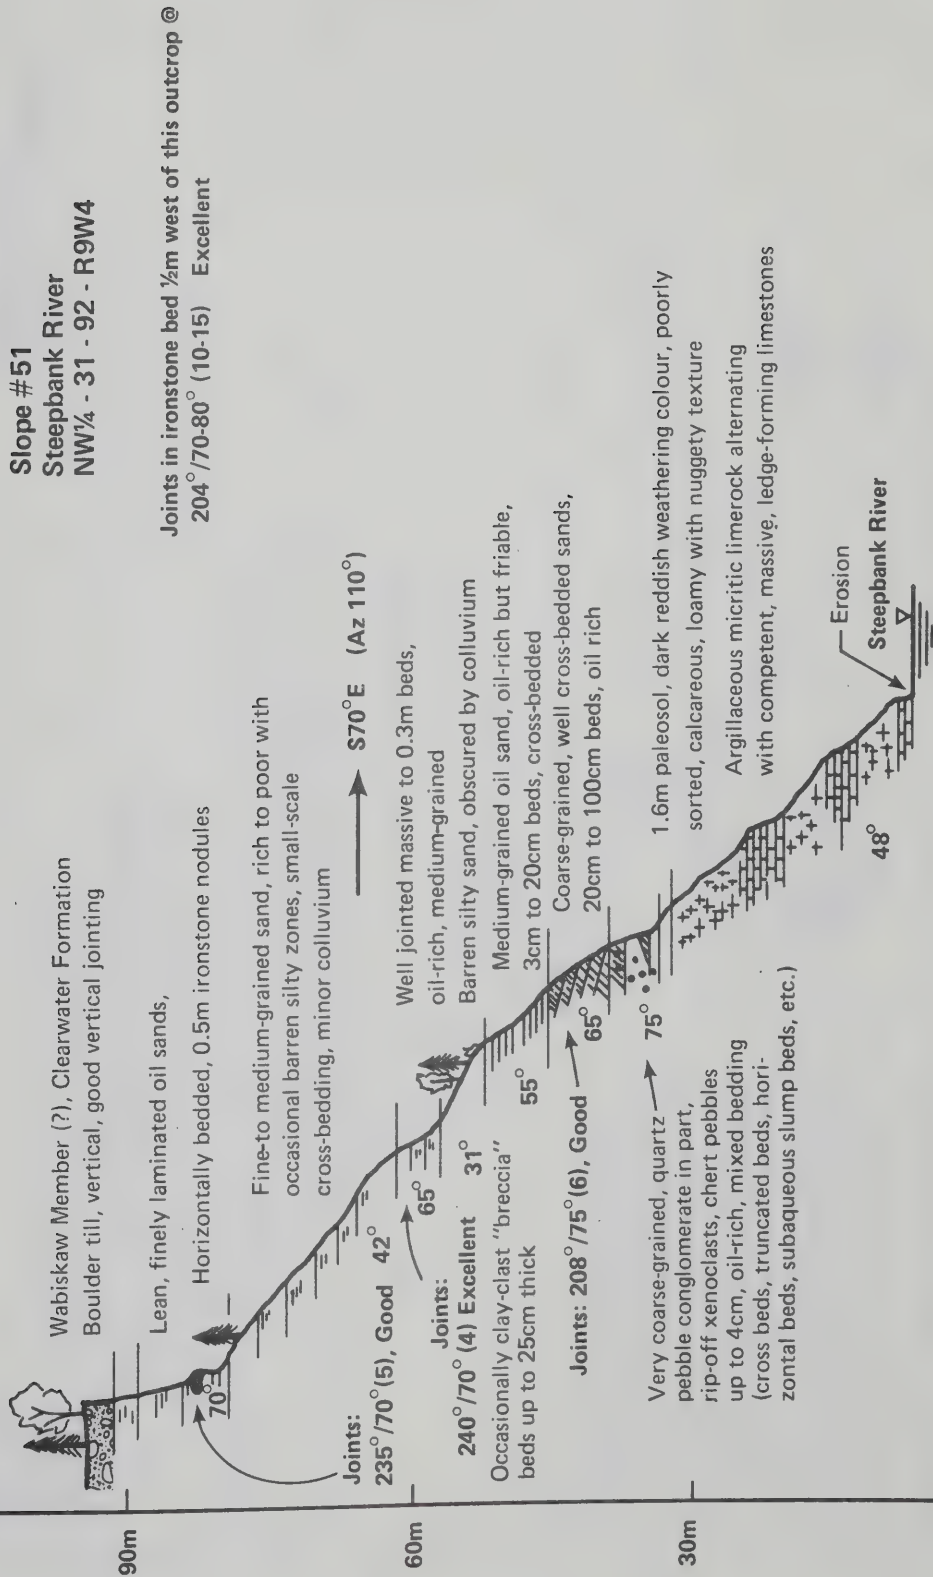 Slope #51
Steepbank River
NW¼ - 31 - 92 - R9W4
Joints in ironstone bed ½m west of this outcrop @
204°/70-80° (10-15) Excellent
Wabiskaw Member (?), Clearwater Formation
Boulder till, vertical, good vertical jointing
Lean, finely laminated oil sands,
Horizontally bedded, 0.5m ironstone nodules
Fine-to medium-grained sand, rich to poor with
occasional barren silty zones, small-scale
cross-bedding, minor colluvium
S70°E (Az 110°)
Well jointed massive to 0.3m beds,
oil-rich, medium-grained
Barren silty sand, obscured by colluvium
Medium-grained oil sand, oil-rich but friable,
3cm to 20cm beds, cross-bedded
Coarse-grained, well cross-bedded sands,
20cm to 100cm beds, oil rich
1.6m paleosol, dark reddish weathering colour, poorly
sorted, calcareous, loamy with nuggety texture
Argillaceous micritic limerock alternating
with competent, massive, ledge-forming limestones
Erosion
Steepbank River
90m
60m
30m
70°
Joints:
235°/70°(5), Good 42°
65°
Joints:
240°/70° (4) Excellent 31°
Occasionally clay-clast "breccia"
beds up to 25cm thick
55°
Joints: 208°/75°(6), Good
65°
75°
Very coarse-grained, quartz
pebble conglomerate in part,
rip-off xenoclasts, chert pebbles
up to 4cm, oil-rich, mixed bedding
(cross beds, truncated beds, hori-
zontal beds, subaqueous slump beds, etc.)
48°